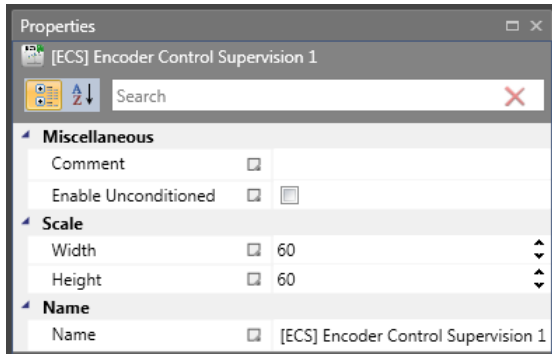 Properties
[ECS] Encoder Control Supervision 1
A Z Search
Miscellaneous
Comment
Enable Unconditioned
Scale
Width 60
Height 60
Name
Name [ECS] Encoder Control Supervision 1